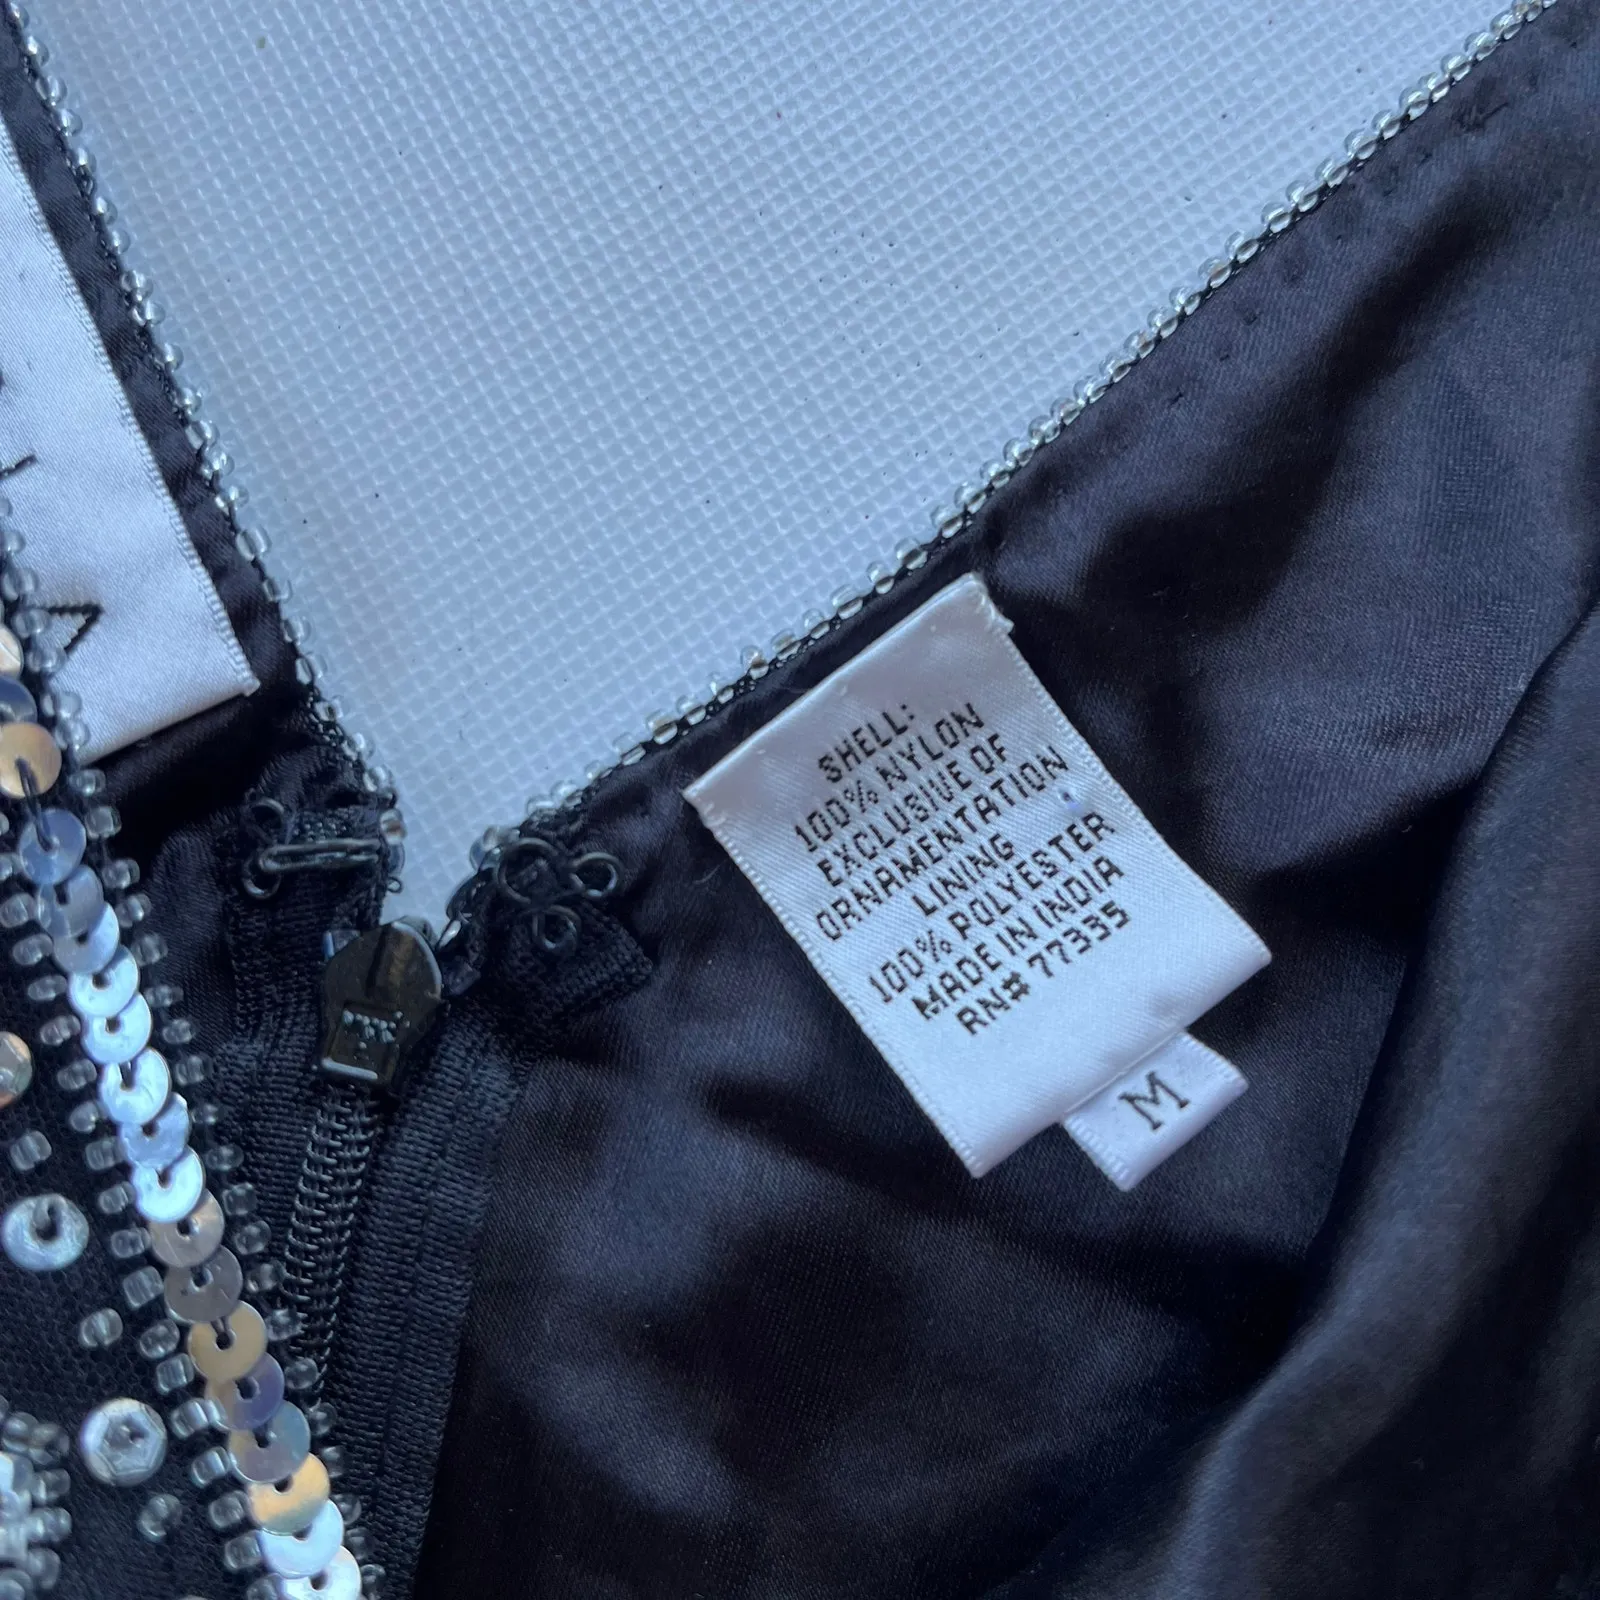 SHELL:
100% NYLON
EXCLUSIVE OF
ORNAMENTATION
LINING
100% POLYESTER
MADE IN INDIA
RN# 77335
M